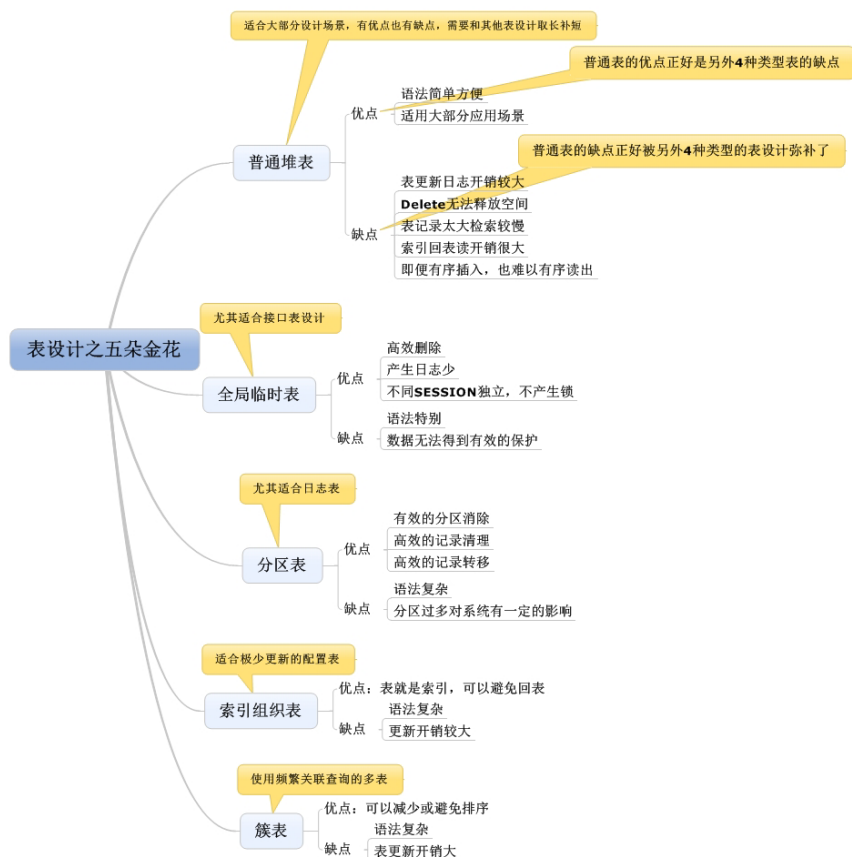 适合大部分设计场景，有优点也有缺点，需要和其他表设计取长补短
普通表的优点正好是另外4种类型表的缺点
语法简单方便
优点
适用大部分应用场景
普通堆表
普通表的缺点正好被另外4种类型的表设计弥补了
表更新日志开销较大
Delete无法释放空间
缺点
表记录太大检索较慢
索引回表读开销很大
即便有序插入，也难以有序读出
表设计之五朵金花
尤其适合接口表设计
全局临时表
优点
高效删除
产生日志少
不同SESSION独立，不产生锁
缺点
语法特别
数据无法得到有效的保护
尤其适合日志表
分区表
优点
有效的分区消除
高效的记录清理
高效的记录转移
缺点
语法复杂
分区过多对系统有一定的影响
适合极少更新的配置表
索引组织表
优点：表就是索引，可以避免回表
缺点
语法复杂
更新开销较大
使用频繁关联查询的多表
簇表
优点：可以减少或避免排序
缺点
语法复杂
表更新开销大